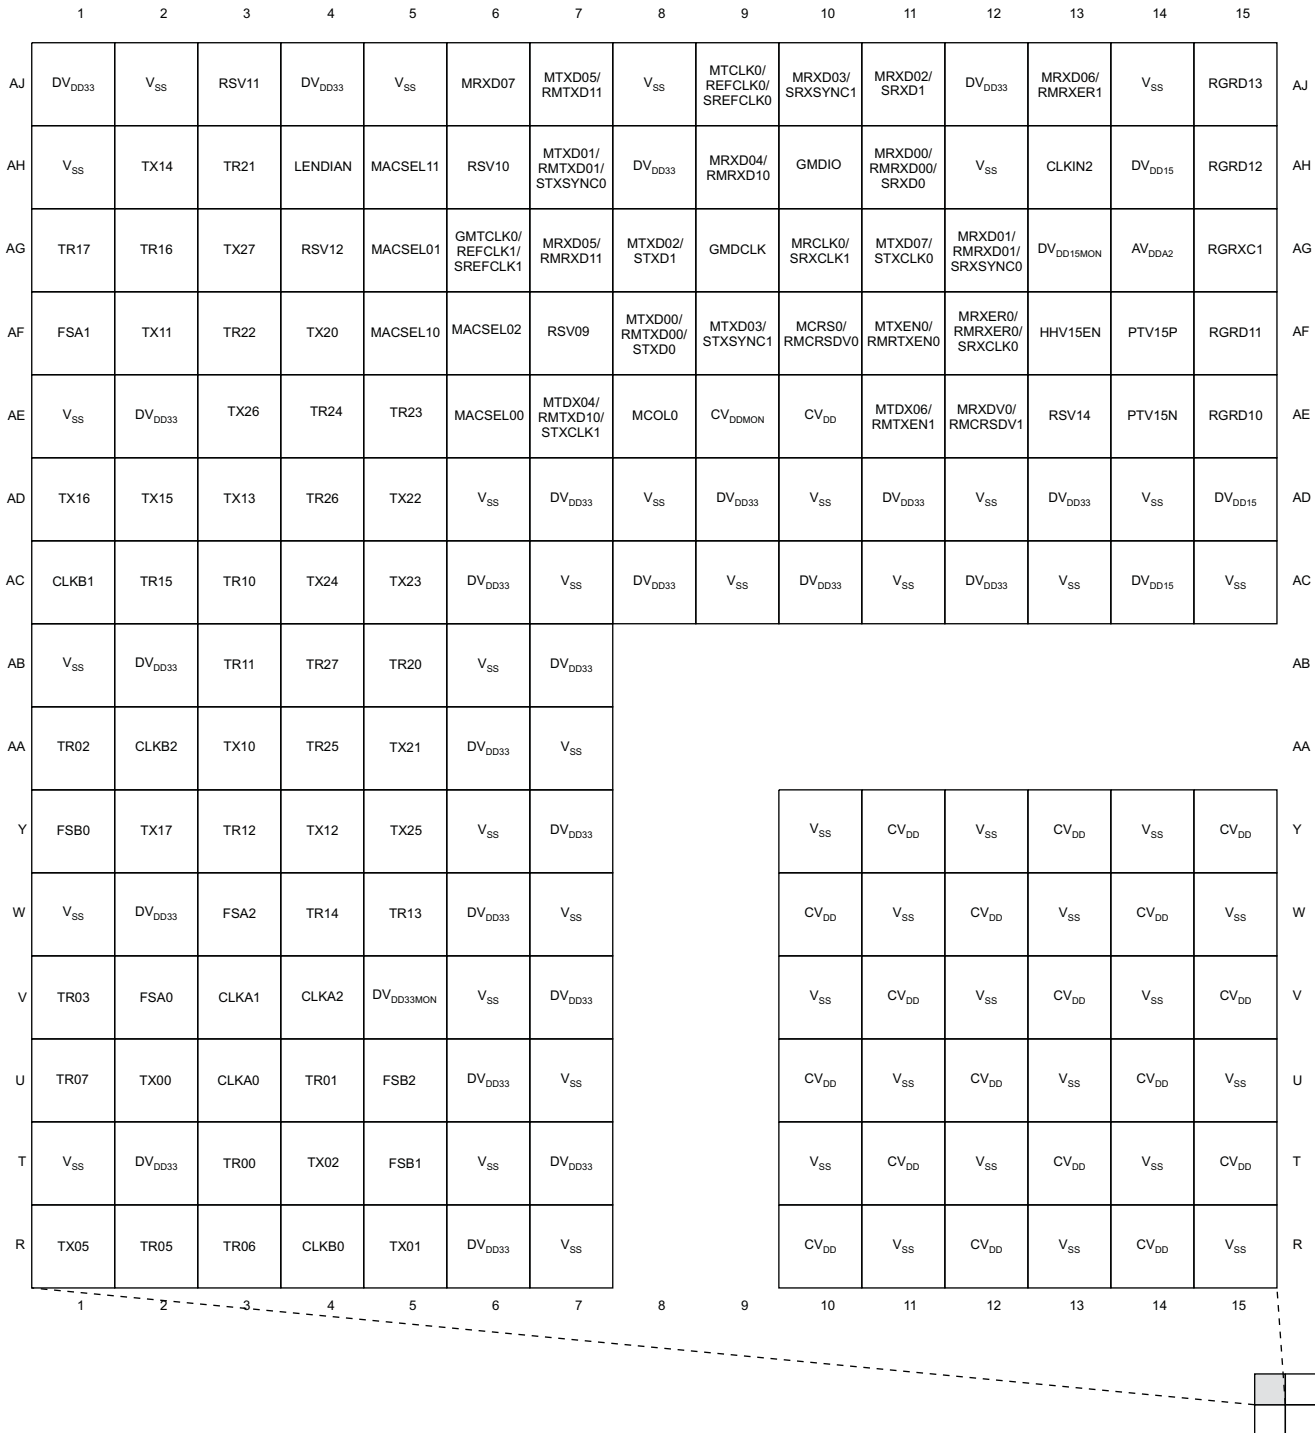 1 2 3 4 5 6 7 8 9 10 11 12 13 14 15
AJ DVDD33 VSS RSV11 DVDD33 VSS MRXD07 MTXD05/RMTXD11 VSS MTCLK0/REFCLK0/SREFCLK0 MRXD03/SRXSYNC1 MRXD02/SRXD1 DVDD33 MRXD06/RMRXER1 VSS RGRD13 AJ
AH VSS TX14 TR21 LENDIAN MACSEL11 RSV10 MTXD01/RMTXD01/STXSYNC0 DVDD33 MRXD04/RMRXD10 GMDIO MRXD00/RMRXD00/SRXD0 VSS CLKIN2 DVDD15 RGRD12 AH
AG TR17 TR16 TX27 RSV12 MACSEL01 GMTCLK0/REFCLK1/SREFCLK1 MRXD05/RMRXD11 MTXD02/STXD1 GMDCLK MRCLK0/SRXCLK1 MTXD07/STXCLK0 MRXD01/RMRXD01/SRXSYNC0 DVDD15MON AVDDA2 RGRXC1 AG
AF FSA1 TX11 TR22 TX20 MACSEL10 MACSEL02 RSV09 MTXD00/RMTXD00/STXD0 MTXD03/STXSYNC1 MCRS0/RMCRSDV0 MTXEN0/RMRTXEN0 MRXER0/RMRXER0/SRXCLK0 HHV15EN PTV15P RGRD11 AF
AE VSS DVDD33 TX26 TR24 TR23 MACSEL00 MTDX04/RMTXD10/STXCLK1 MCOL0 CVDDMON CVDD MTDX06/RMTXEN1 MRXDV0/RMCRSDV1 RSV14 PTV15N RGRD10 AE
AD TX16 TX15 TX13 TR26 TX22 VSS DVDD33 VSS DVDD33 VSS DVDD33 VSS DVDD33 VSS DVDD15 AD
AC CLKB1 TR15 TR10 TX24 TX23 DVDD33 VSS DVDD33 VSS DVDD33 VSS DVDD33 VSS DVDD15 VSS AC
AB VSS DVDD33 TR11 TR27 TR20 VSS DVDD33 AB
AA TR02 CLKB2 TX10 TR25 TX21 DVDD33 VSS AA
Y FSB0 TX17 TR12 TX12 TX25 VSS DVDD33 VSS CVDD VSS CVDD VSS CVDD Y
W VSS DVDD33 FSA2 TR14 TR13 DVDD33 VSS CVDD VSS CVDD VSS CVDD VSS W
V TR03 FSA0 CLKA1 CLKA2 DVDD33MON VSS DVDD33 VSS CVDD VSS CVDD VSS CVDD V
U TR07 TX00 CLKA0 TR01 FSB2 DVDD33 VSS CVDD VSS CVDD VSS CVDD VSS U
T VSS DVDD33 TR00 TX02 FSB1 VSS DVDD33 VSS CVDD VSS CVDD VSS CVDD T
R TX05 TR05 TR06 CLKB0 TX01 DVDD33 VSS CVDD VSS CVDD VSS CVDD VSS R
1 2 3 4 5 6 7 8 9 10 11 12 13 14 15